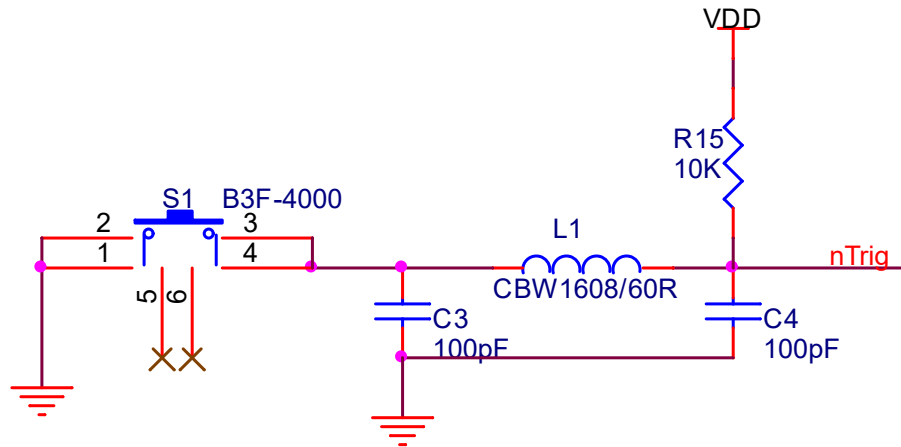 VDD
R15
10K
S1 B3F-4000
2 3
1 4
5 6
L1
CBW1608/60R
nTrig
C3
100pF
C4
100pF